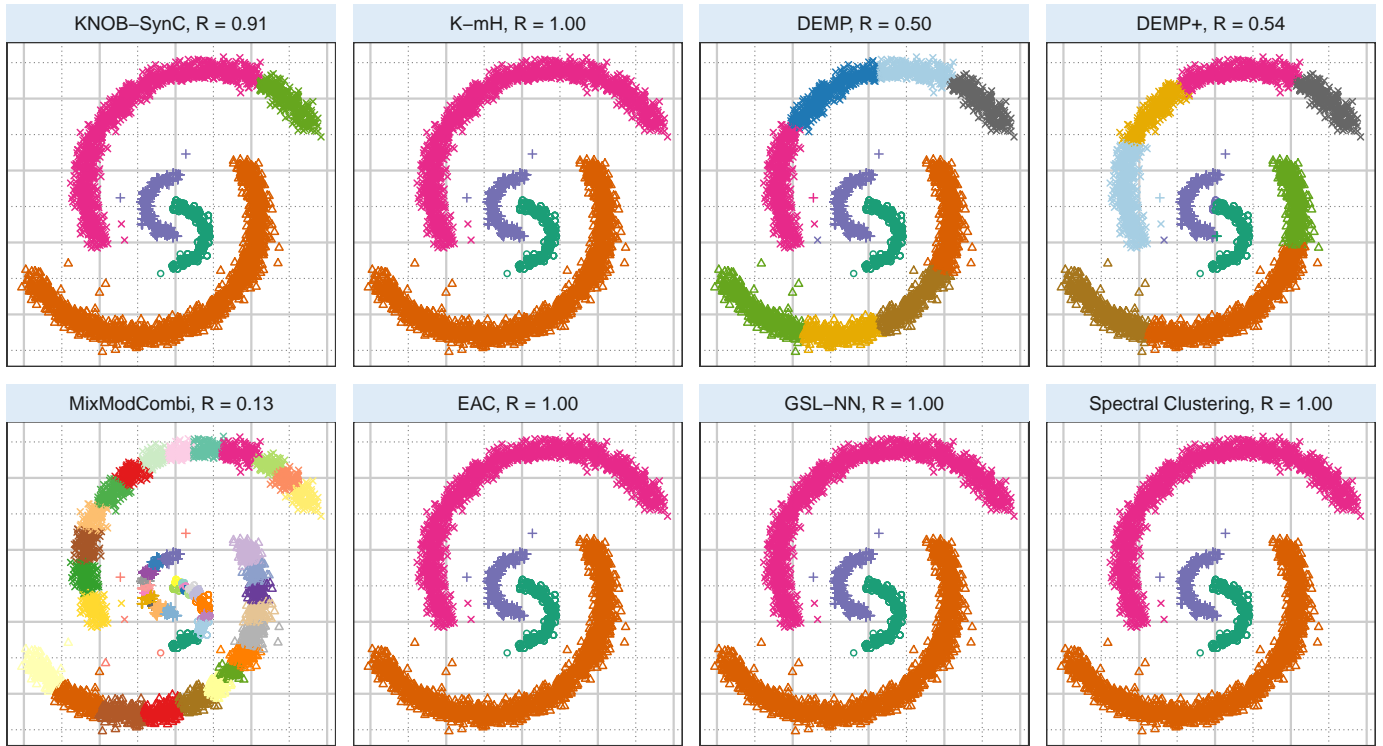 KNOB−SynC, R = 0.91
K−mH, R = 1.00
DEMP, R = 0.50
DEMP+, R = 0.54
MixModCombi, R = 0.13
EAC, R = 1.00
GSL−NN, R = 1.00
Spectral Clustering, R = 1.00